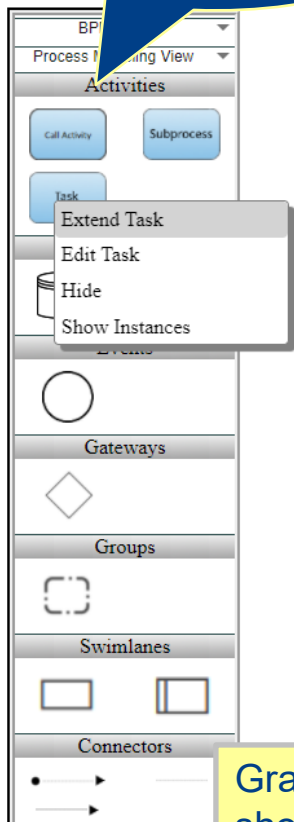 BP
Process M    ling View
Activities
Call Activity
Subprocess
Task
Extend Task
Edit Task
Hide
Show Instances
Events
Gateways
Groups
Swimlanes
Connectors
Gra
sho